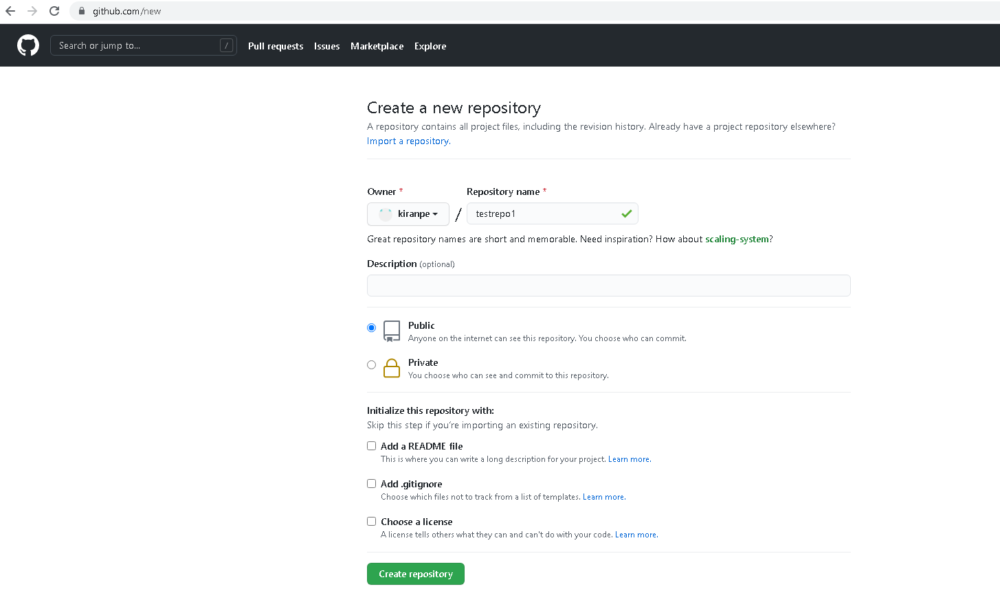 github.com/new
Search or jump to... /
Pull requests Issues Marketplace Explore
Create a new repository
A repository contains all project files, including the revision history. Already have a project repository elsewhere?
Import a repository.
Owner * Repository name *
kiranpe / testrepo1
Great repository names are short and memorable. Need inspiration? How about scaling-system?
Description (optional)
Public
Anyone on the internet can see this repository. You choose who can commit.
Private
You choose who can see and commit to this repository.
Initialize this repository with:
Skip this step if you're importing an existing repository.
Add a README file
This is where you can write a long description for your project. Learn more.
Add .gitignore
Choose which files not to track from a list of templates. Learn more.
Choose a license
A license tells others what they can and can't do with your code. Learn more.
Create repository